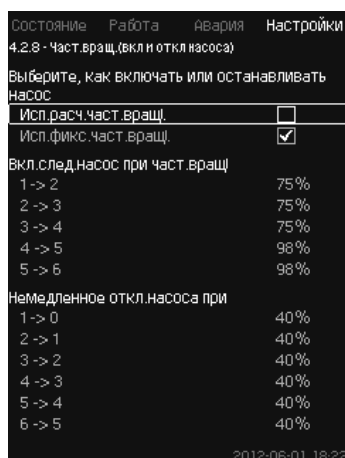 Состояние Работа Авария Настройки
4.2.8 - Част.вращ.(вкл и откл насоса)
Выберите, как включать или останавливать
насос
Исп.расч.част.вращ.
Исп.фикс.част.вращ.
Вкл.след.насос при част.вращ
1 -> 2 75%
2 -> 3 75%
3 -> 4 75%
4 -> 5 98%
5 -> 6 98%
Немедленное откл.насоса при
1 -> 0 40%
2 -> 1 40%
3 -> 2 40%
4 -> 3 40%
5 -> 4 40%
6 -> 5 40%
2012-06-01 18:22